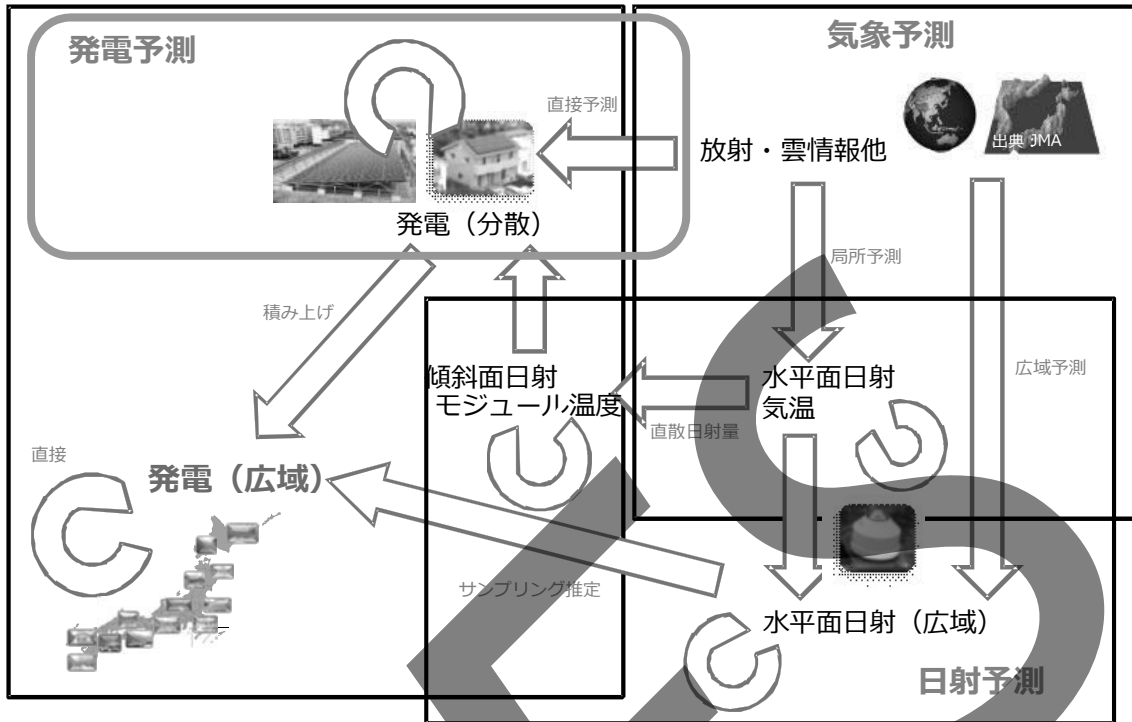 発電予測
気象予測
直接予測
放射・雲情報他
出典 JMA
発電（分散）
局所予測
積み上げ
広域予測
傾斜面日射
モジュール温度
水平面日射
気温
直散日射量
直接
発電（広域）
サンプリング推定
水平面日射（広域）
日射予測